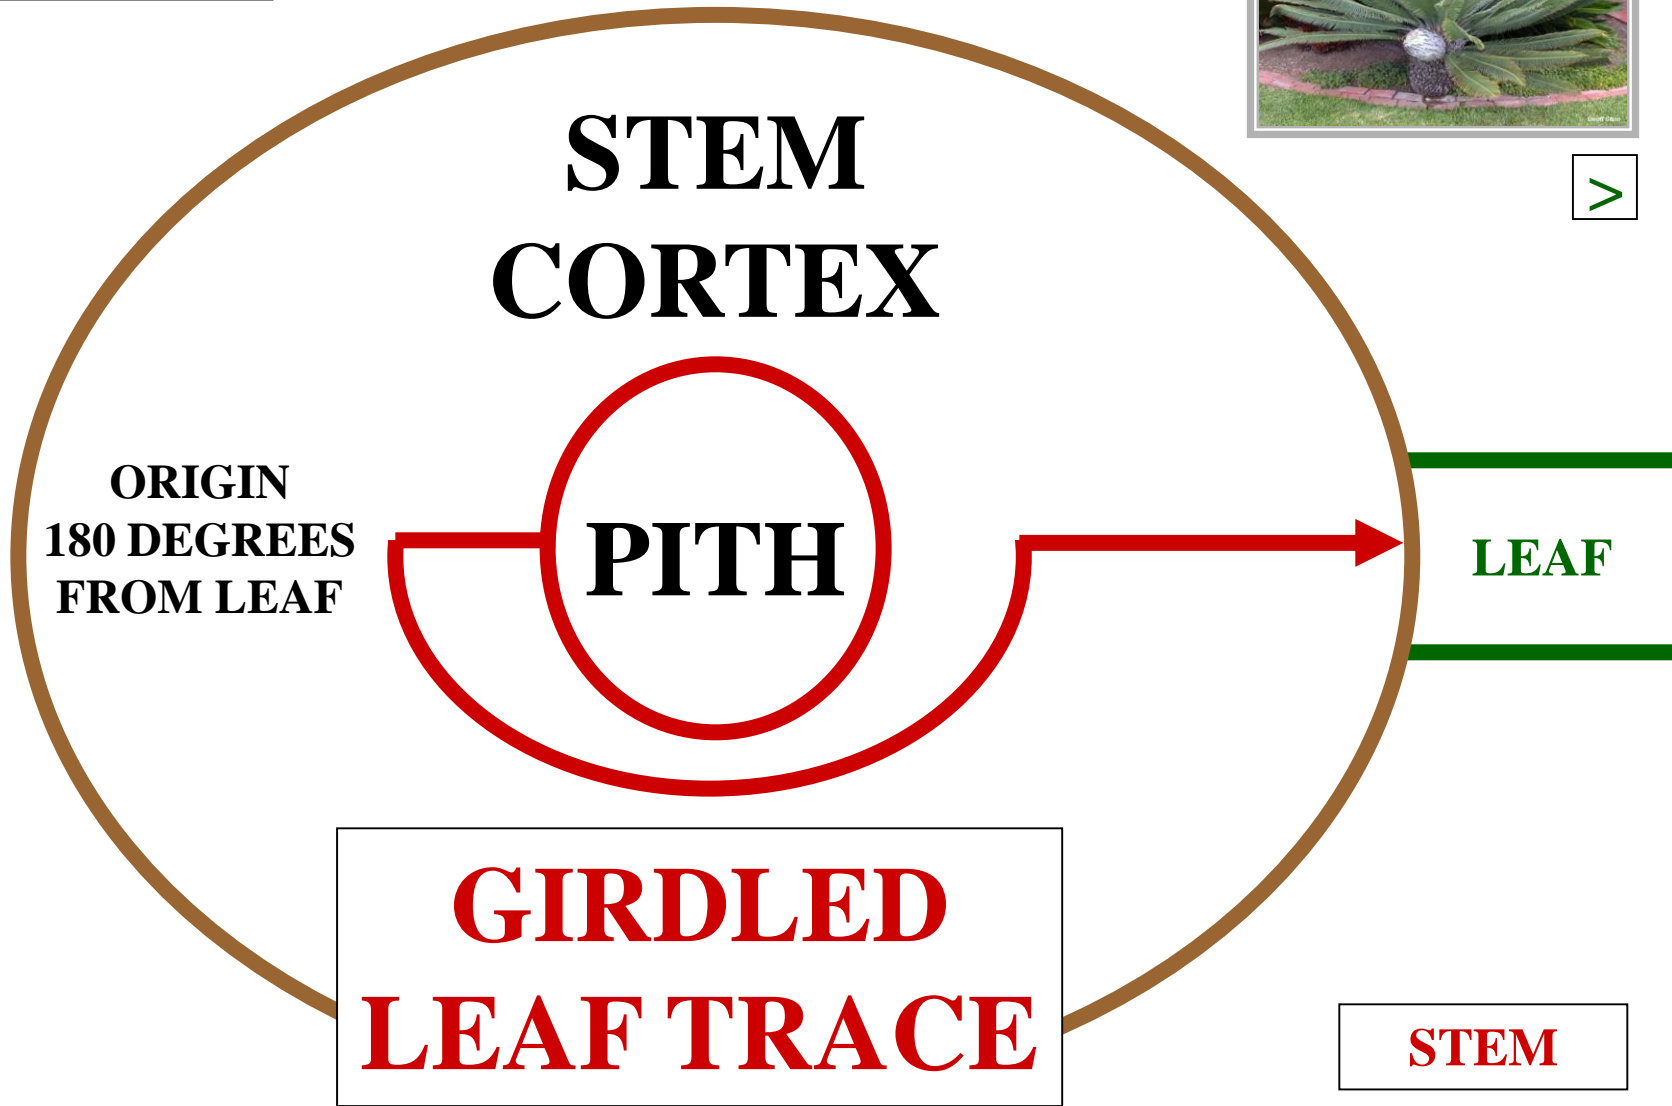 STEM
CORTEX
>
ORIGIN
180 DEGREES
FROM LEAF
PITH
LEAF
GIRDLED
LEAF TRACE
STEM